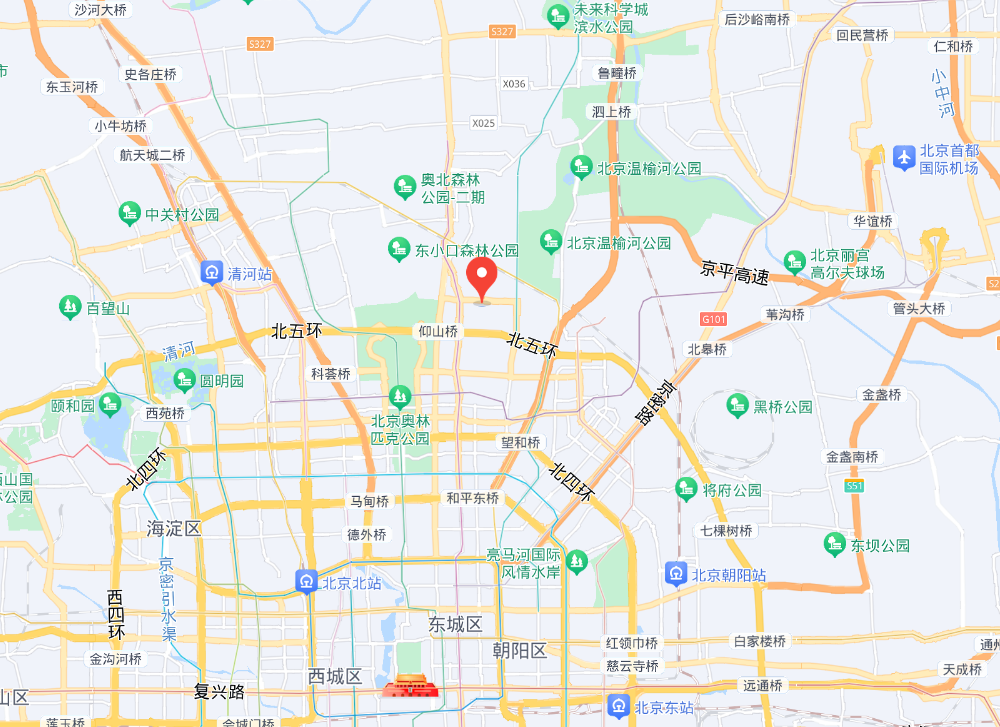 沙河大桥
未来科学城
滨水公园
后沙峪南桥
回民营桥
仁和桥
S327
S327
市
史各庄桥
东玉河桥
鲁疃桥
X036
小中河
泗上桥
小牛坊桥
X025
航天城二桥
北京首都
国际机场
北京温榆河公园
奥北森林
公园-二期
中关村公园
华谊桥
东小口森林公园
北京温榆河公园
北京丽宫
高尔夫球场
京平高速
清河站
S2
百望山
管头大桥
苇沟桥
G101
北五环
仰山桥
北五环
清河
北皋桥
科荟桥
圆明园
京密路
金盏桥
颐和园
西苑桥
黑桥公园
北京奥林
匹克公园
望和桥
北四环
金盏南桥
北四环
西山国
公园
S51
将府公园
马甸桥
和平东桥
海淀区
德外桥
七棵树桥
东坝公园
亮马河国际
风情水岸
京密引水渠
北京北站
北京朝阳站
西四环
东城区
朝阳区
红领巾桥
白家楼桥
通州
金沟河桥
慈云寺桥
天成桥
西城区
复兴路
远通桥
山区
北京东站
莲玉桥
会城门桥